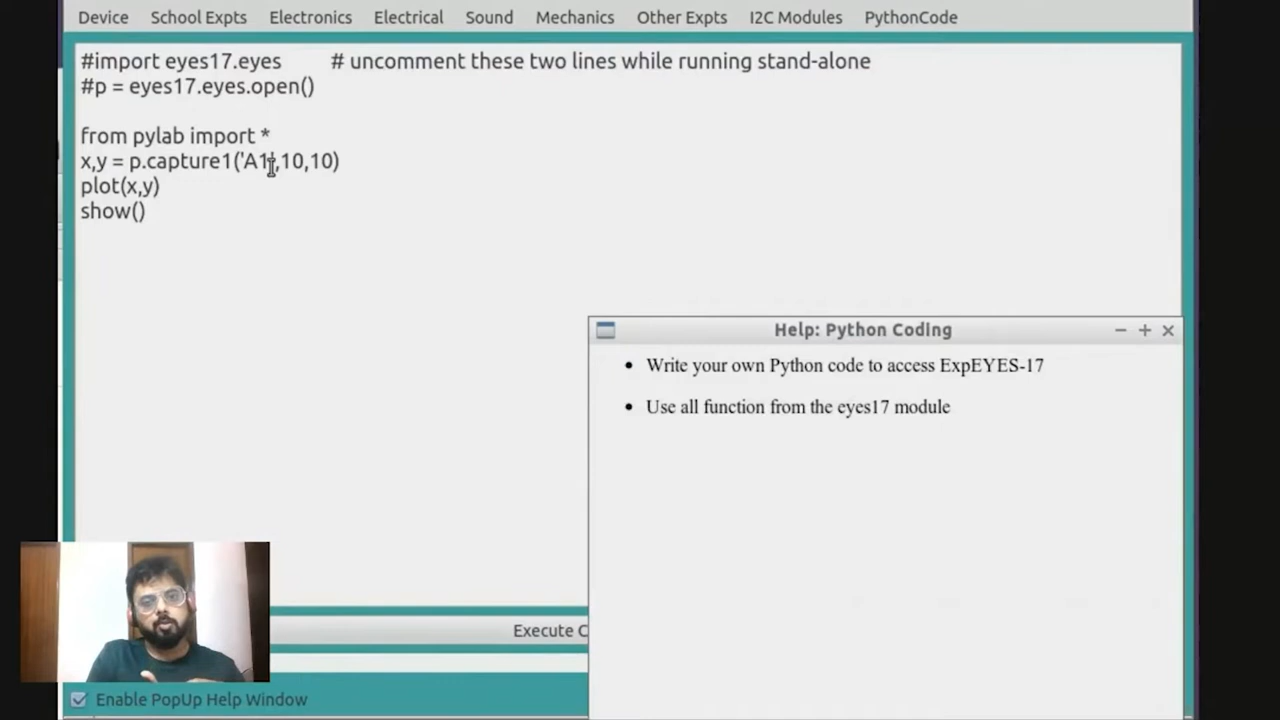 Device School Expts Electronics Electrical Sound Mechanics Other Expts I2C Modules PythonCode
#import eyes17.eyes # uncomment these two lines while running stand-alone
#p = eyes17.eyes.open()
from pylab import *
x,y = p.capture1('A1',10,10)
plot(x,y)
show()
Help: Python Coding
• Write your own Python code to access ExpEYES-17
• Use all function from the eyes17 module
Execute C
Enable PopUp Help Window